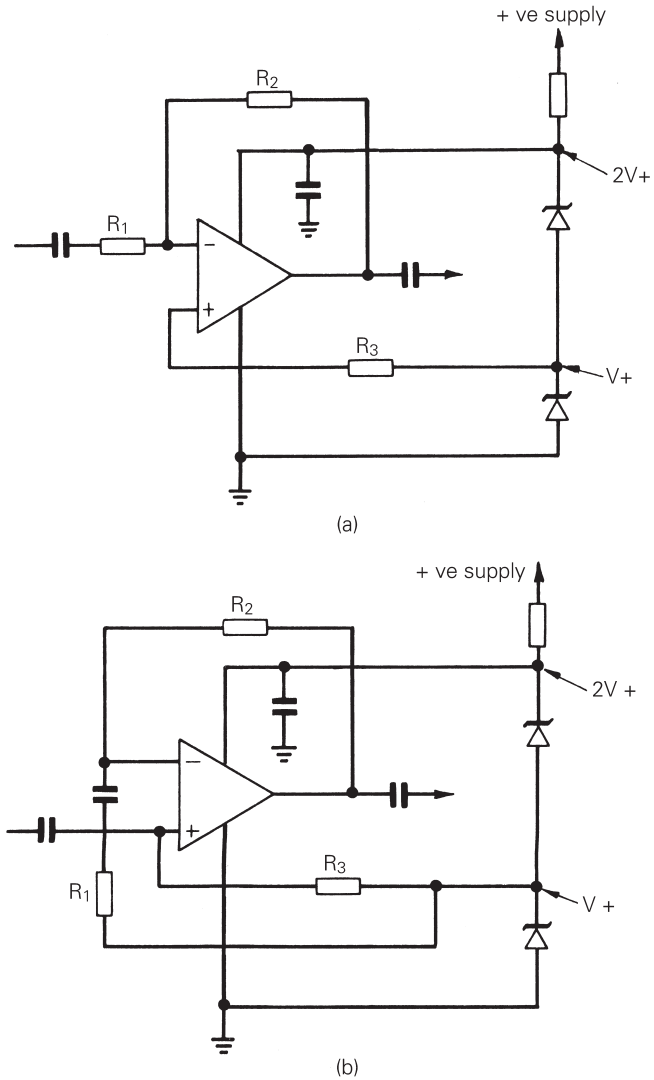 + ve supply
R2
2V+
R1
−
+
R3
V+
(a)
+ ve supply
R2
2V +
−
+
R3
R1
V +
(b)